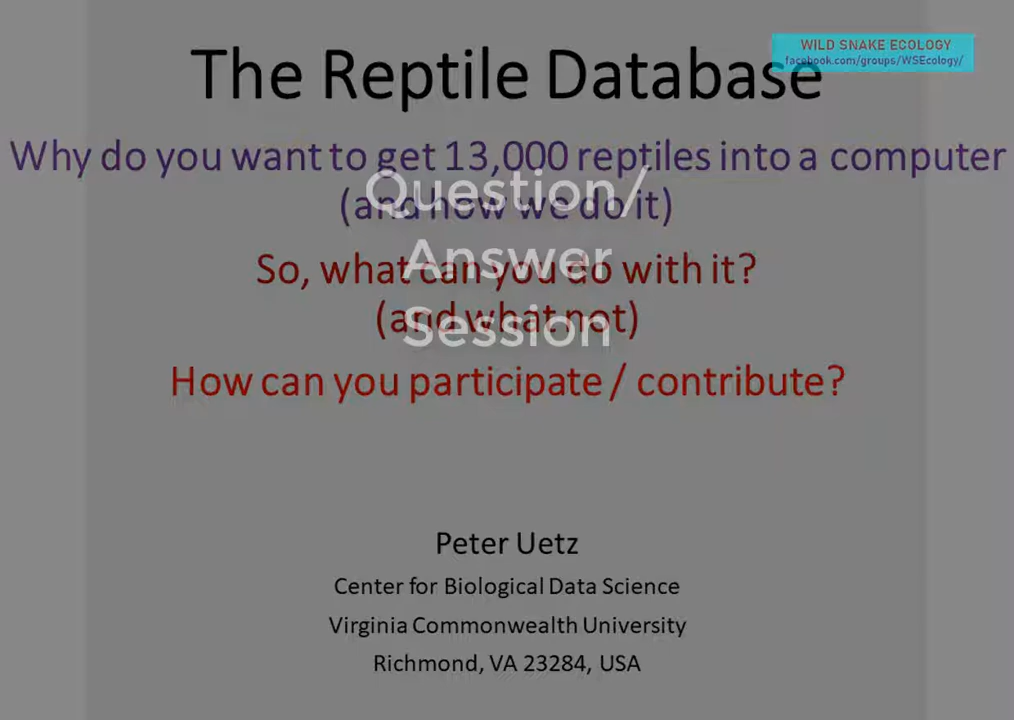 WILD SNAKE ECOLOGY
facebook.com/groups/WSEcology/
The Reptile Database
Why do you want to get 13,000 reptiles into a computer
(and how we do it)
So, what can you do with it?
(and what not)
How can you participate / contribute?
Question/
Answer
Session
Peter Uetz
Center for Biological Data Science
Virginia Commonwealth University
Richmond, VA 23284, USA